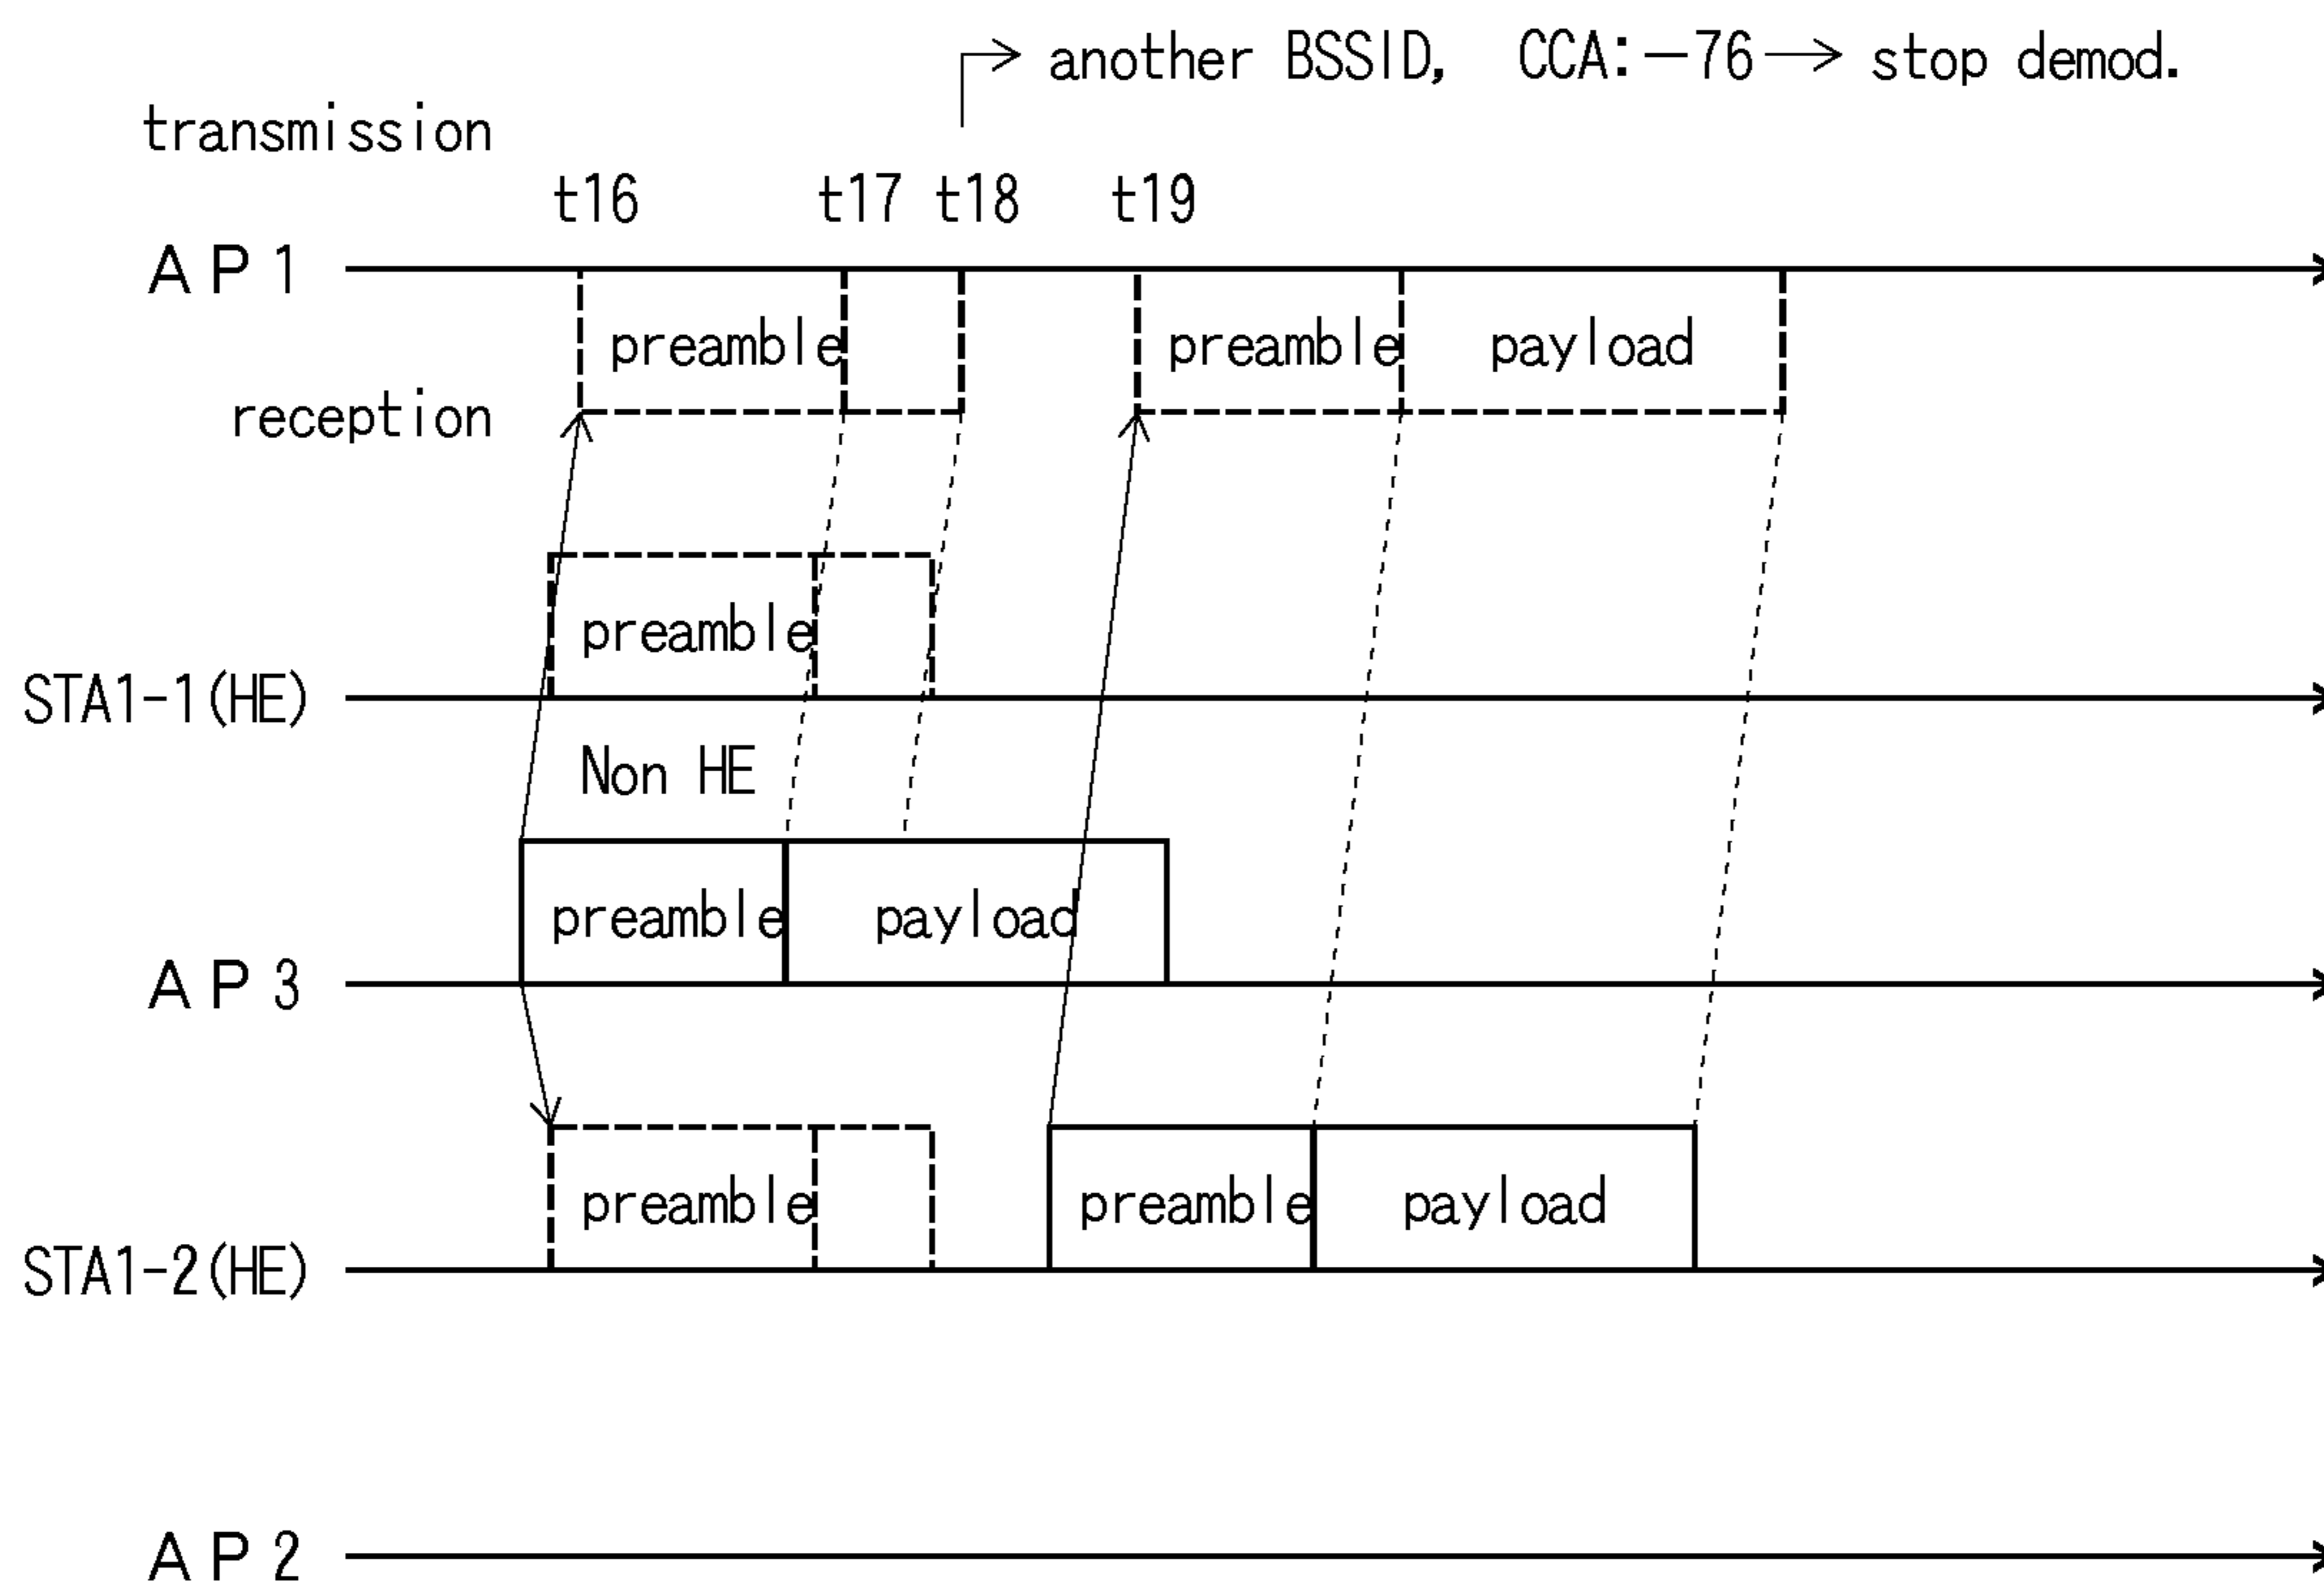 another BSSID, CCA:−76 → stop demod.
transmission
t16 t17 t18 t19
AP1
preamble preamble payload
reception
preamble
STA1-1(HE)
Non HE
preamble payload
AP3
preamble preamble payload
STA1-2(HE)
AP2